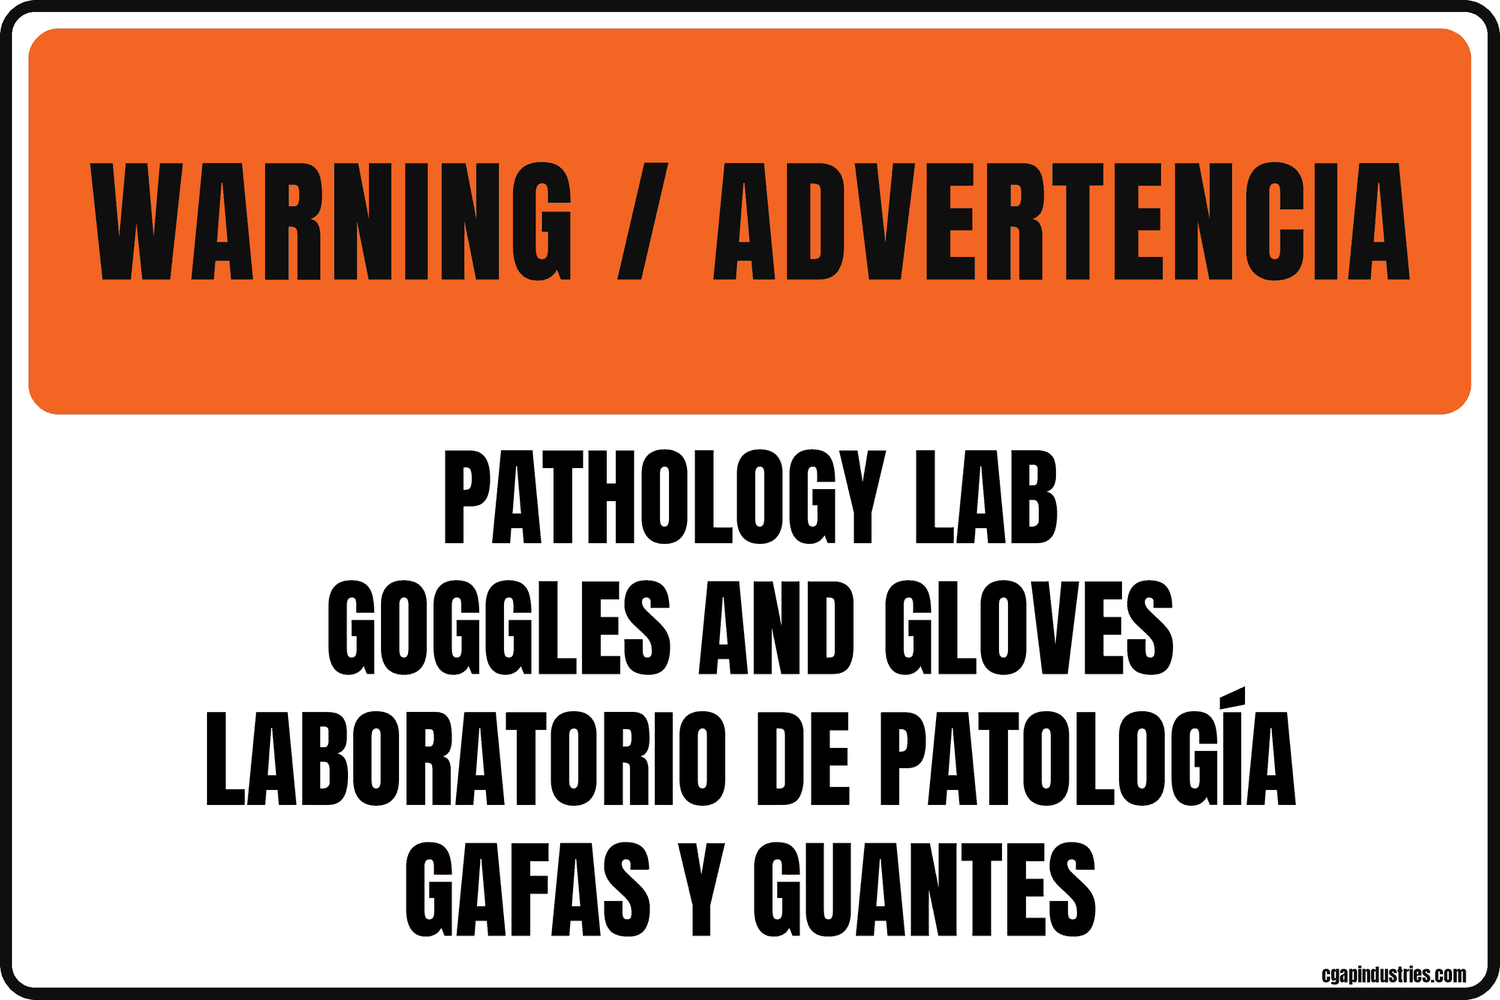 WARNING / ADVERTENCIA
PATHOLOGY LAB
GOGGLES AND GLOVES
LABORATORIO DE PATOLOGÍA
GAFAS Y GUANTES
cgapindustries.com